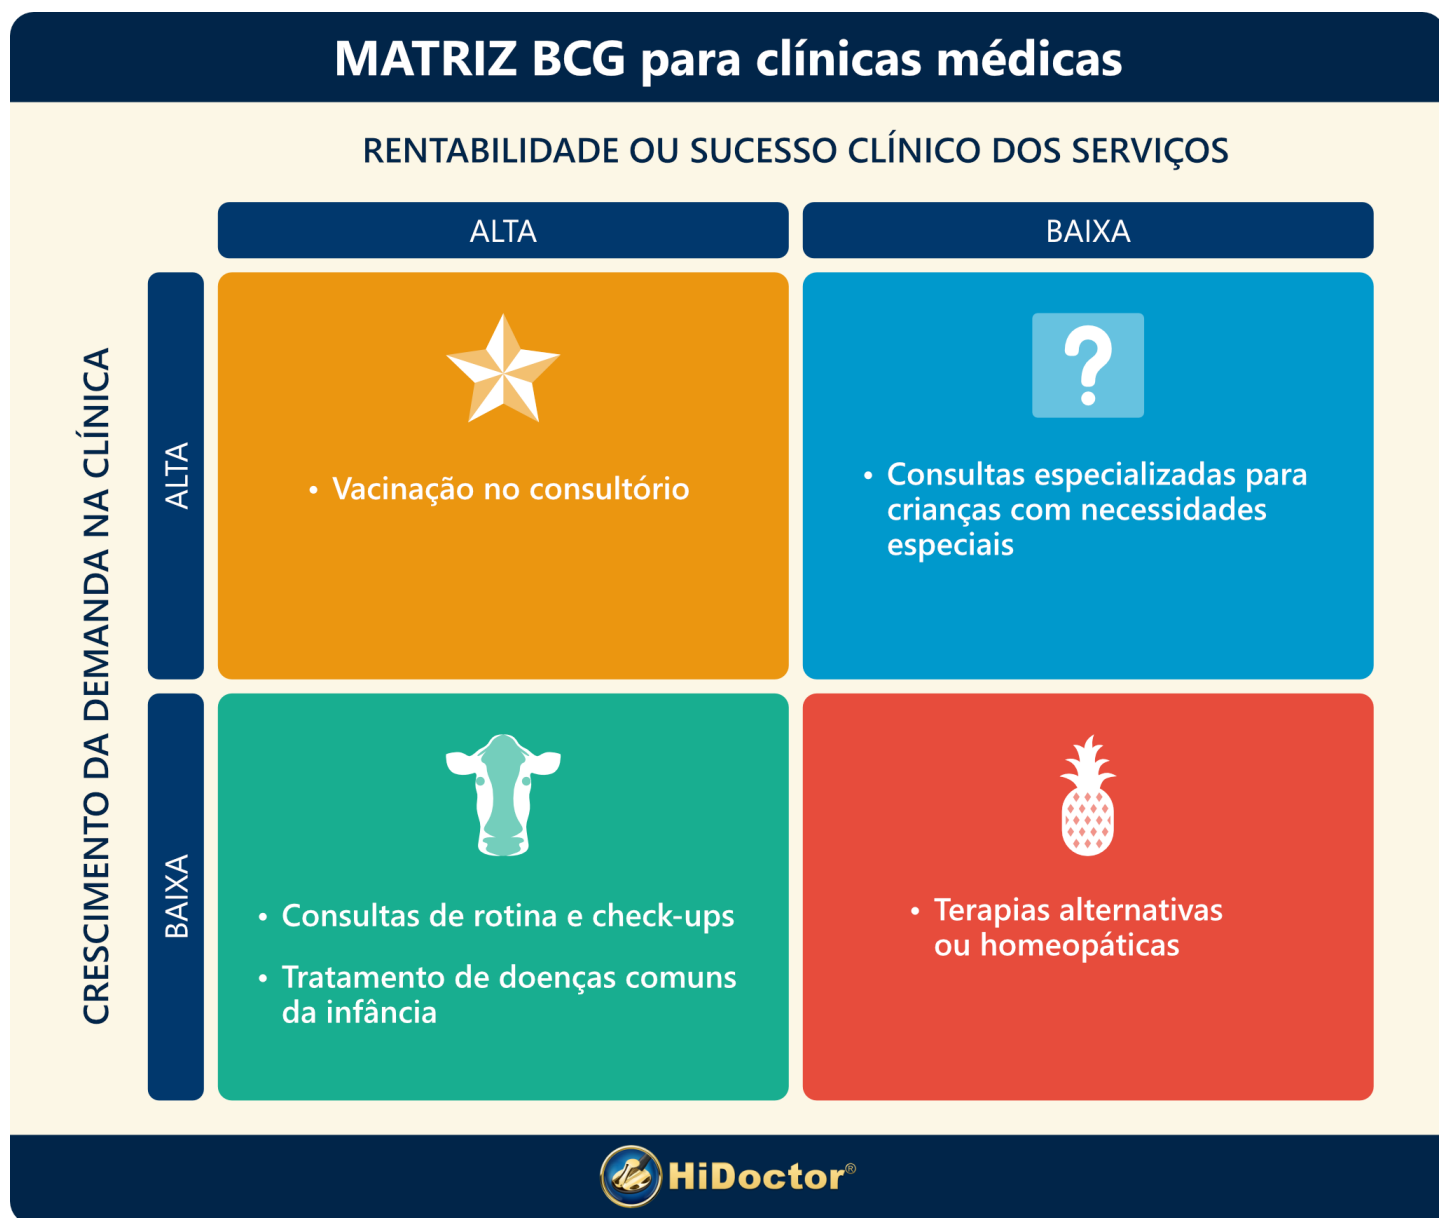 MATRIZ BCG para clínicas médicas
RENTABILIDADE OU SUCESSO CLÍNICO DOS SERVIÇOS
ALTA
BAIXA
CRESCIMENTO DA DEMANDA NA CLÍNICA
ALTA
• Vacinação no consultório
?
• Consultas especializadas para
crianças com necessidades
especiais
BAIXA
• Consultas de rotina e check-ups
• Tratamento de doenças comuns
da infância
• Terapias alternativas
ou homeopáticas
HiDoctor®